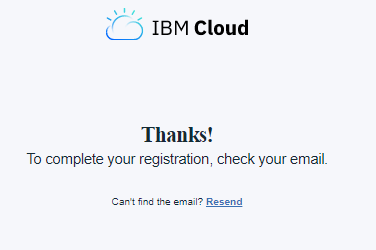 IBM Cloud
Thanks!
To complete your registration, check your email.
Can't find the email? Resend